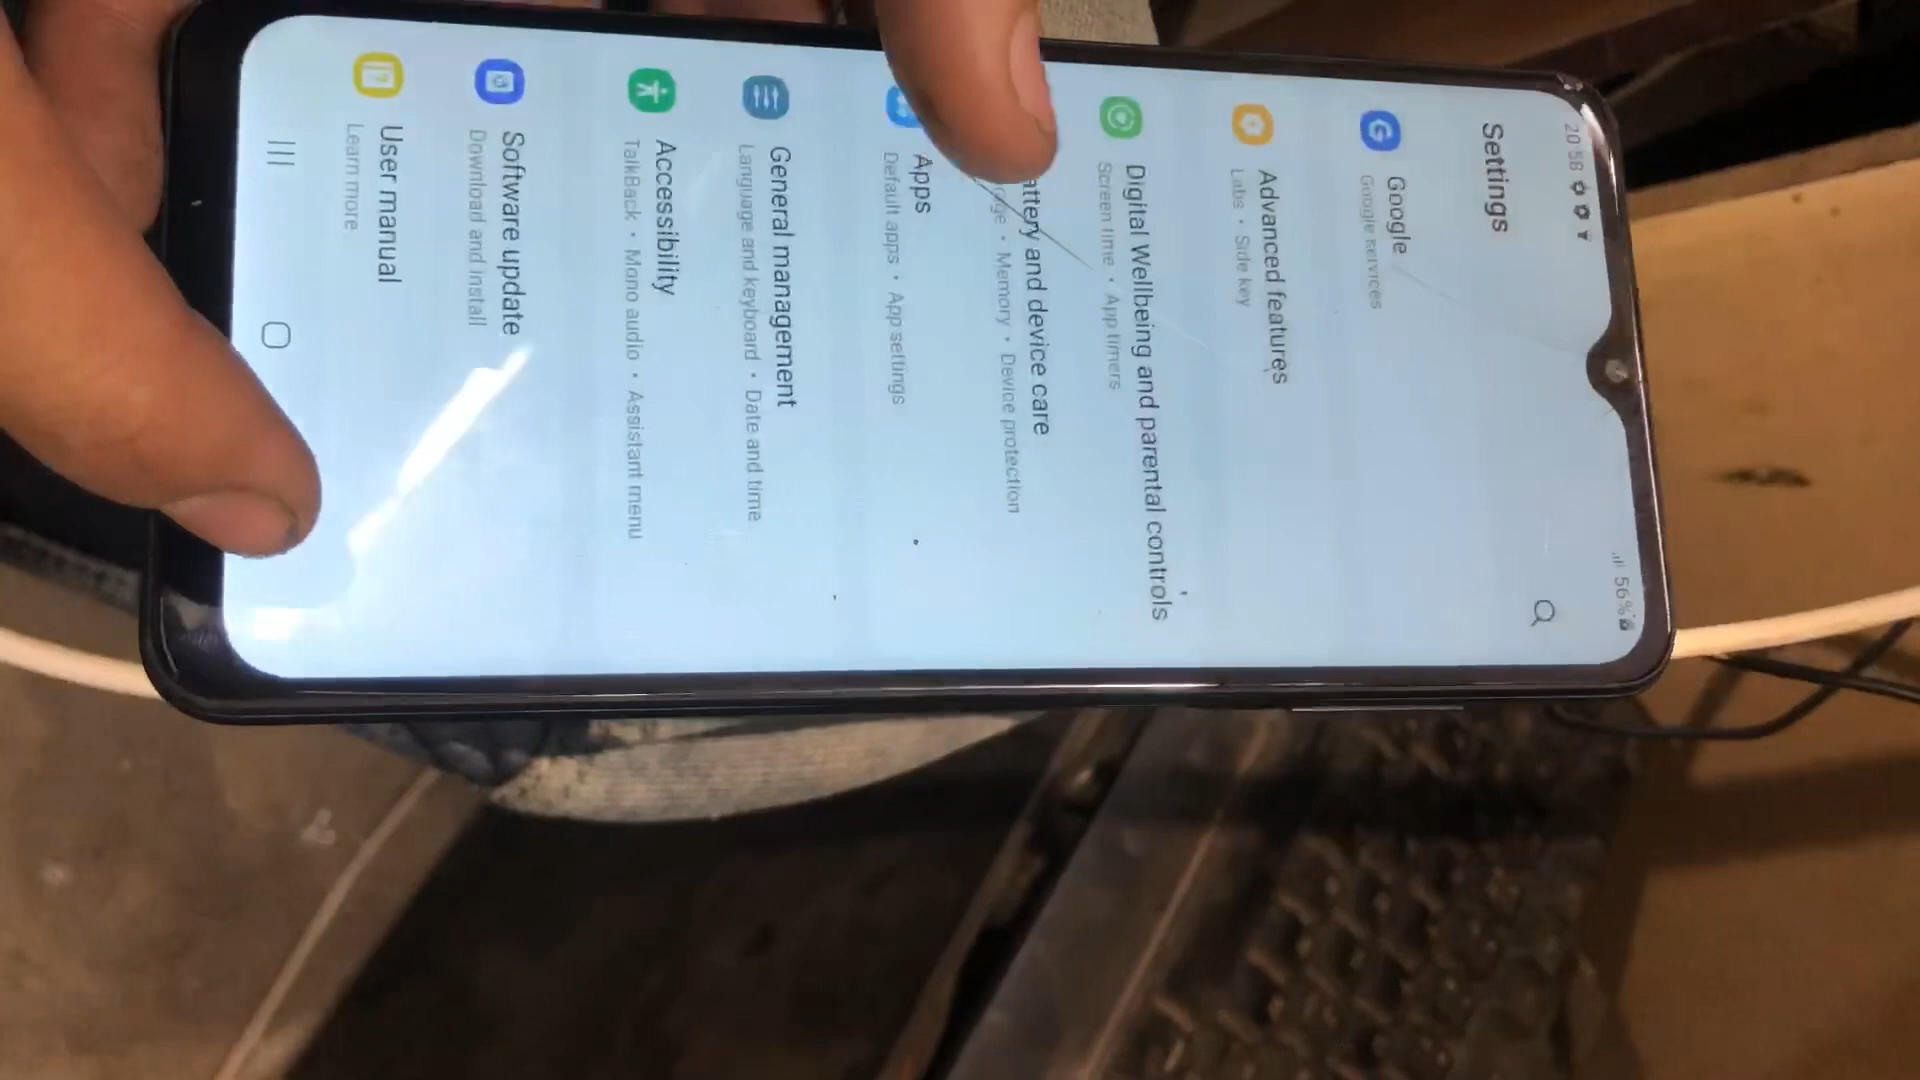 20:58
56%
Settings
Google
Google services
Advanced features
Labs • Side key
Digital Wellbeing and parental controls
Screen time • App timers
attery and device care
• Memory • Device protection
Apps
Default apps • App settings
General management
Language and keyboard • Date and time
Accessibility
TalkBack • Mono audio • Assistant menu
Software update
Download and install
User manual
Learn more